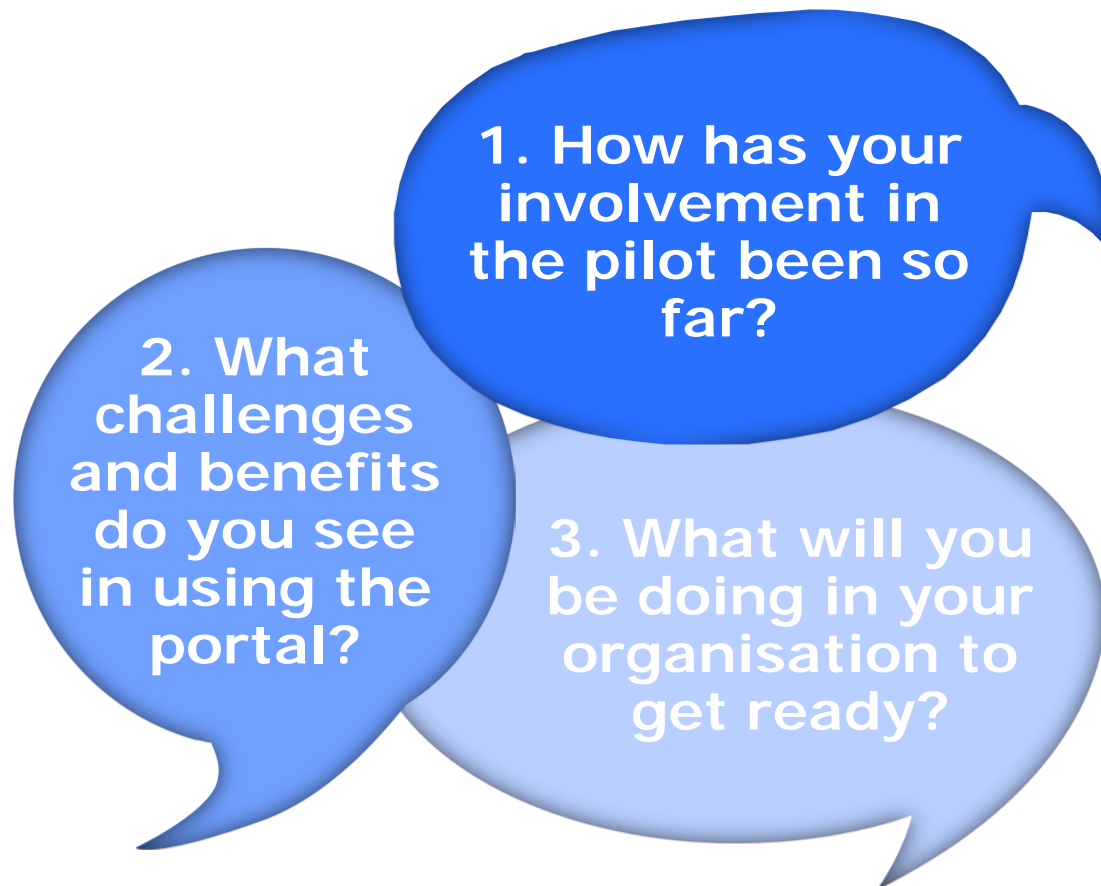 1. How has your
involvement in
the pilot been so
far?
2. What
challenges
and benefits
do you see
in using the
portal?
3. What will you
be doing in your
organisation to
get ready?